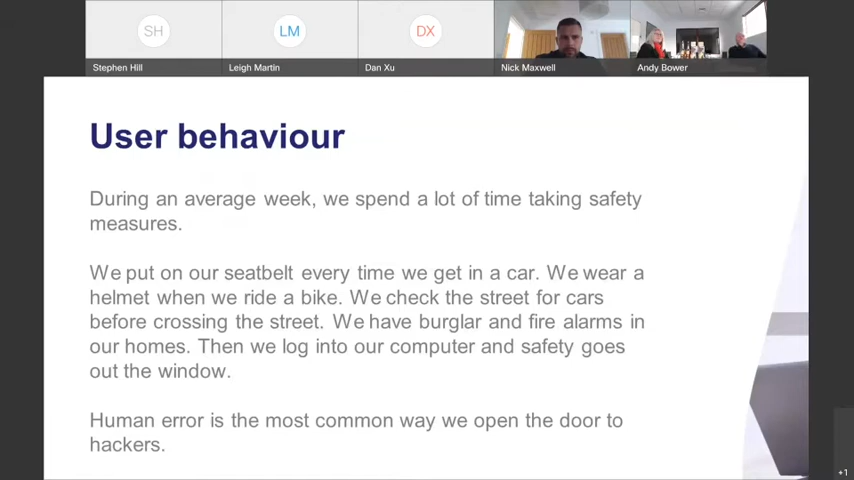 SH
LM
DX
Stephen Hill
Leigh Martin
Dan Xu
Nick Maxwell
Andy Bower
User behaviour
During an average week, we spend a lot of time taking safety
measures.
We put on our seatbelt every time we get in a car. We wear a
helmet when we ride a bike. We check the street for cars
before crossing the street. We have burglar and fire alarms in
our homes. Then we log into our computer and safety goes
out the window.
Human error is the most common way we open the door to
hackers.
+1